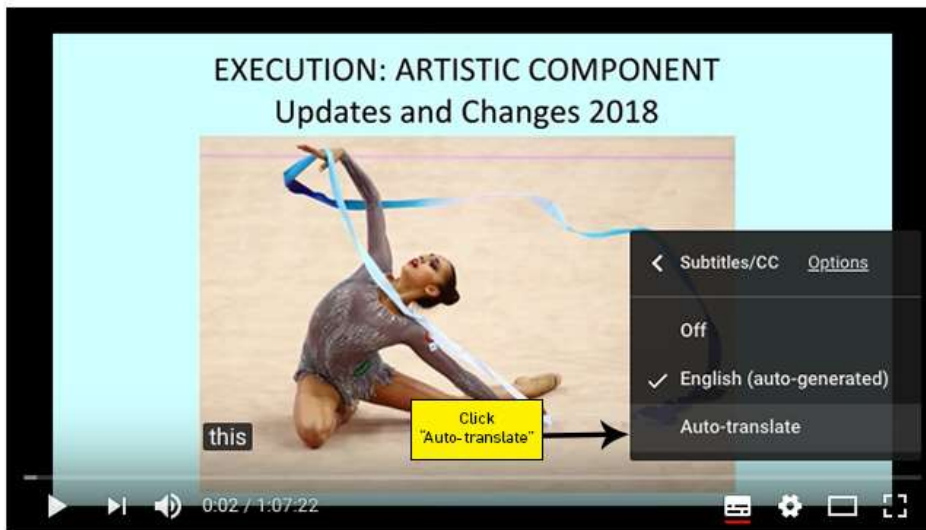 EXECUTION: ARTISTIC COMPONENT
Updates and Changes 2018
Subtitles/CC Options
Off
English (auto-generated)
Auto-translate
Click
"Auto-translate"
this
0:02 / 1:07:22